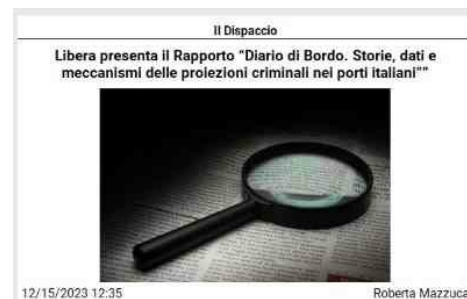 Il Dispaccio
Libera presenta il Rapporto “Diario di Bordo. Storie, dati e
meccanismi delle proiezioni criminali nei porti italiani””
12/15/2023 12:35
Roberta Mazzuca